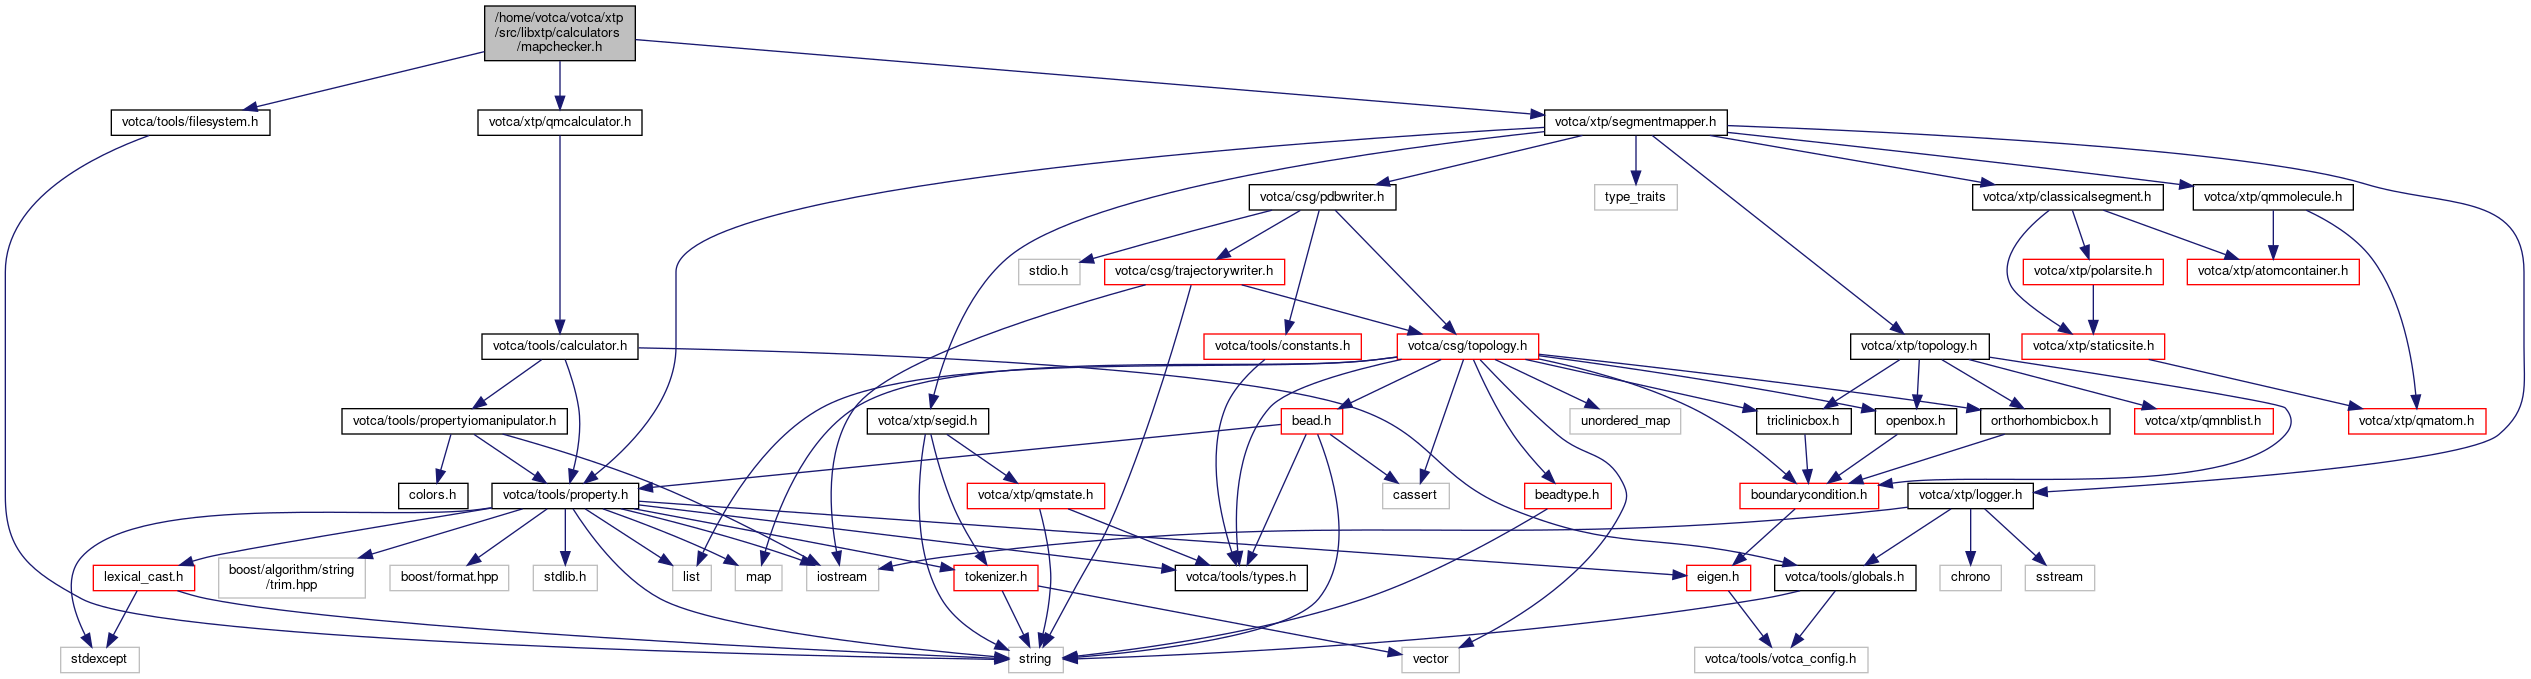 /home/votca/votca/xtp
/src/libxtp/calculators
/mapchecker.h
votca/tools/filesystem.h
votca/xtp/qmcalculator.h
votca/xtp/segmentmapper.h
votca/csg/pdbwriter.h
type_traits
votca/xtp/classicalsegment.h
votca/xtp/qmmolecule.h
stdio.h
votca/csg/trajectorywriter.h
votca/xtp/polarsite.h
votca/xtp/atomcontainer.h
votca/tools/calculator.h
votca/tools/constants.h
votca/csg/topology.h
votca/xtp/topology.h
votca/xtp/staticsite.h
votca/tools/propertyiomanipulator.h
votca/xtp/segid.h
bead.h
unordered_map
triclinicbox.h
openbox.h
orthorhombicbox.h
votca/xtp/qmnblist.h
votca/xtp/qmatom.h
colors.h
votca/tools/property.h
votca/xtp/qmstate.h
cassert
beadtype.h
boundarycondition.h
votca/xtp/logger.h
lexical_cast.h
boost/algorithm/string
/trim.hpp
boost/format.hpp
stdlib.h
list
map
iostream
tokenizer.h
votca/tools/types.h
eigen.h
votca/tools/globals.h
chrono
sstream
stdexcept
string
vector
votca/tools/votca_config.h